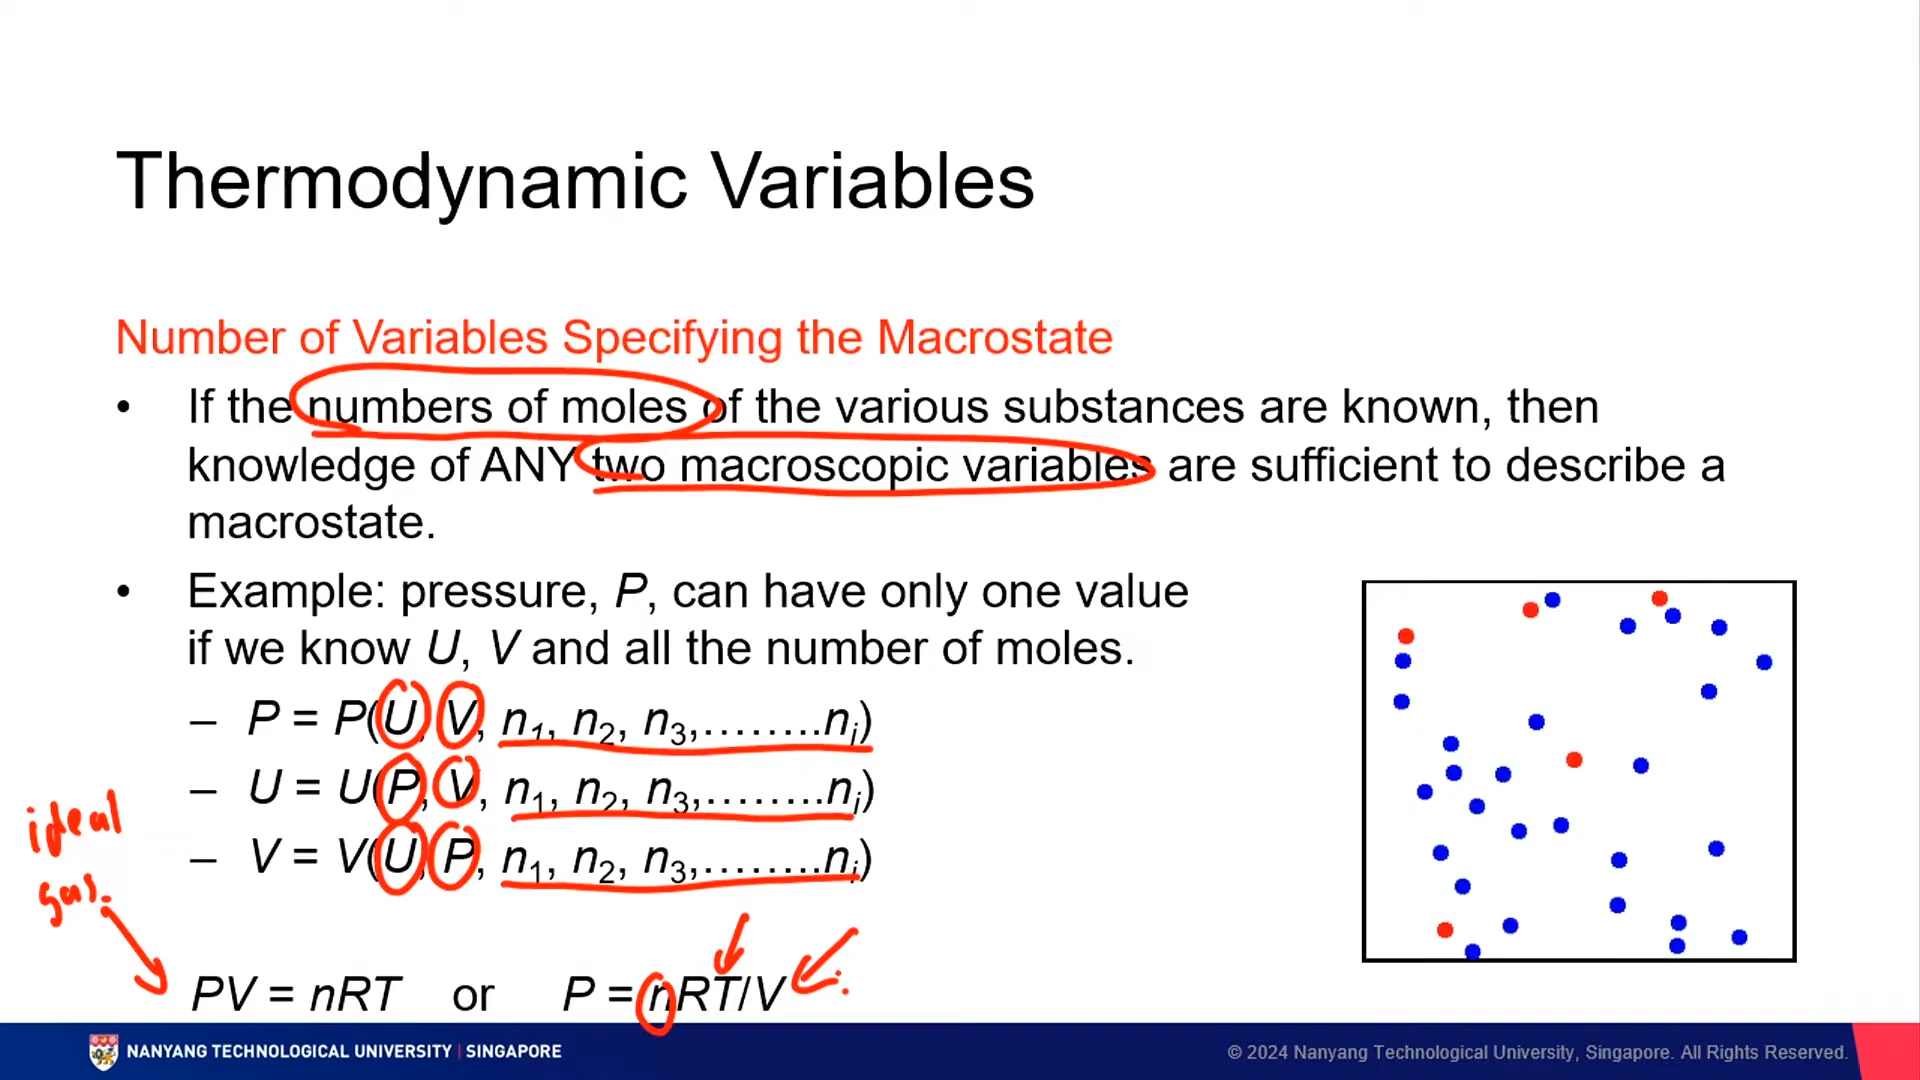 Thermodynamic Variables
Number of Variables Specifying the Macrostate
• If the numbers of moles of the various substances are known, then
knowledge of ANY two macroscopic variables are sufficient to describe a
macrostate.
• Example: pressure, P, can have only one value
if we know U, V and all the number of moles.
– P = P(U, V, n₁, n₂, n₃,........nᵢ)
– U = U(P, V, n₁, n₂, n₃,........nᵢ)
– V = V(U, P, n₁, n₂, n₃,........nᵢ)
ideal
gas.
PV = nRT or P = nRT/V
NANYANG TECHNOLOGICAL UNIVERSITY | SINGAPORE
© 2024 Nanyang Technological University, Singapore. All Rights Reserved.